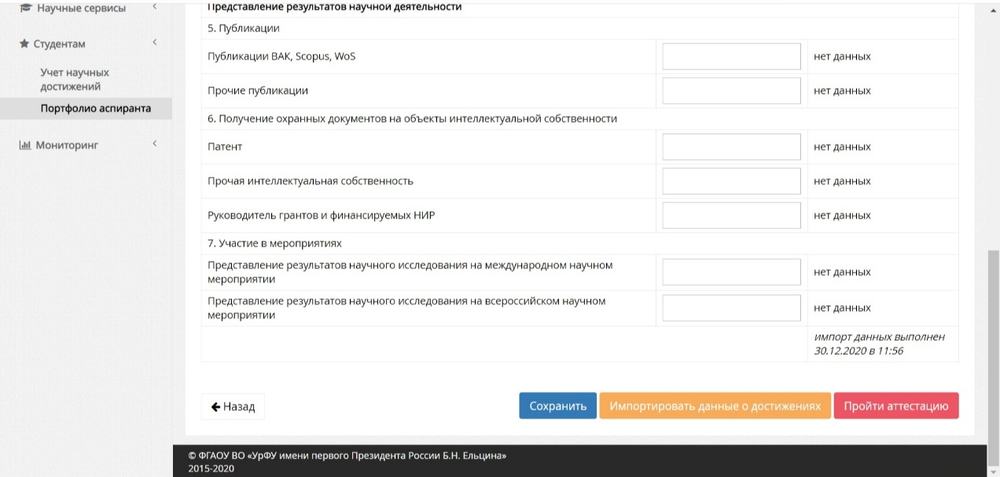 Научные сервисы
Представление результатов научной деятельности
5. Публикации
Студентам
Публикации ВАК, Scopus, WoS
нет данных
Учет научных
достижений
Прочие публикации
нет данных
Портфолио аспиранта
6. Получение охранных документов на объекты интеллектуальной собственности
Мониторинг
Патент
нет данных
Прочая интеллектуальная собственность
нет данных
Руководитель грантов и финансируемых НИР
нет данных
7. Участие в мероприятиях
Представление результатов научного исследования на международном научном
мероприятии
нет данных
Представление результатов научного исследования на всероссийском научном
мероприятии
нет данных
импорт данных выполнен
30.12.2020 в 11:56
Назад
Сохранить
Импортировать данные о достижениях
Пройти аттестацию
© ФГАОУ ВО «УрФУ имени первого Президента России Б.Н. Ельцина»
2015-2020